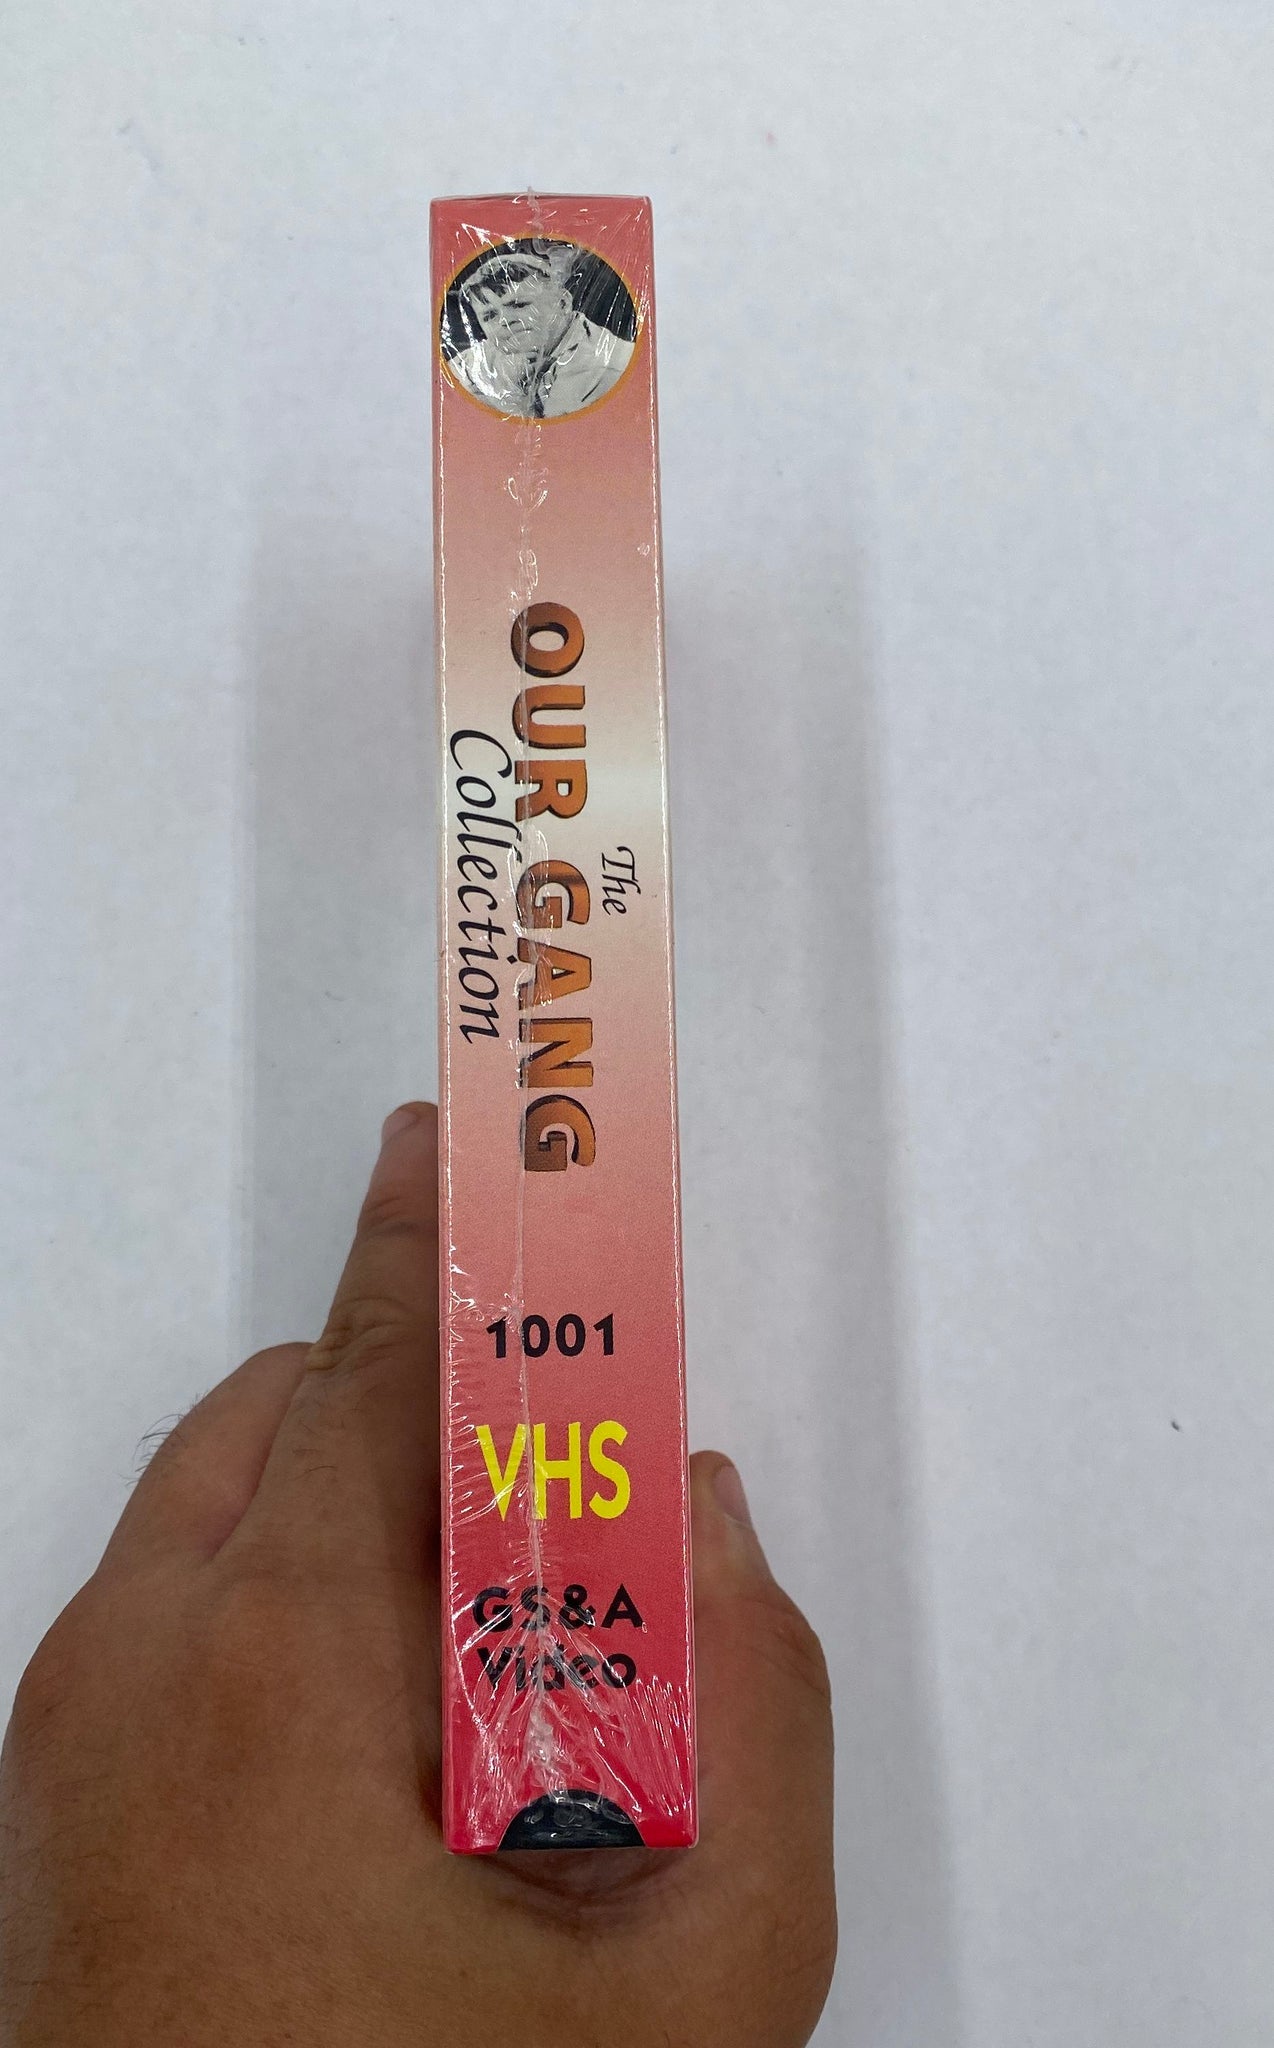 The
OUR GANG
Collection
1001
VHS
GS&A
Video